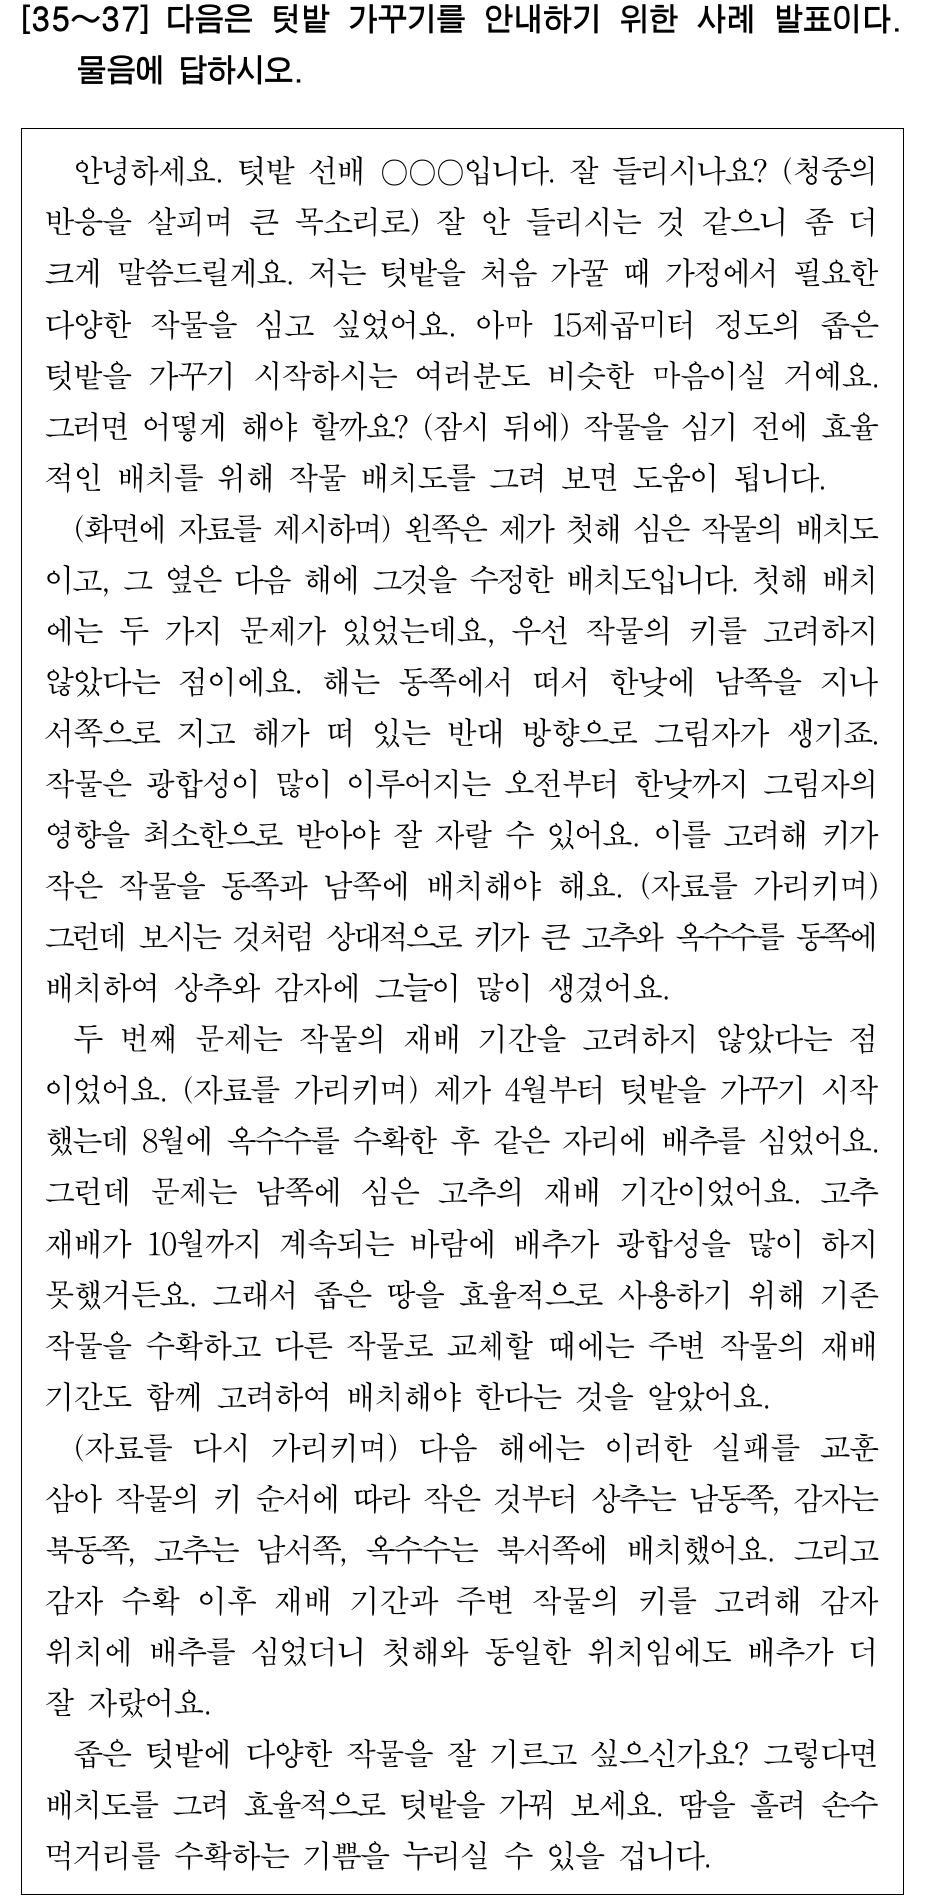 [35～37] 다음은 텃밭 가꾸기를 안내하기 위한 사례 발표이다.
물음에 답하시오.
안녕하세요. 텃밭 선배 ○○○입니다. 잘 들리시나요? (청중의
반응을 살피며 큰 목소리로) 잘 안 들리시는 것 같으니 좀 더
크게 말씀드릴게요. 저는 텃밭을 처음 가꿀 때 가정에서 필요한
다양한 작물을 심고 싶었어요. 아마 15제곱미터 정도의 좁은
텃밭을 가꾸기 시작하시는 여러분도 비슷한 마음이실 거예요.
그러면 어떻게 해야 할까요? (잠시 뒤에) 작물을 심기 전에 효율
적인 배치를 위해 작물 배치도를 그려 보면 도움이 됩니다.
(화면에 자료를 제시하며) 왼쪽은 제가 첫해 심은 작물의 배치도
이고, 그 옆은 다음 해에 그것을 수정한 배치도입니다. 첫해 배치
에는 두 가지 문제가 있었는데요, 우선 작물의 키를 고려하지
않았다는 점이에요. 해는 동쪽에서 떠서 한낮에 남쪽을 지나
서쪽으로 지고 해가 떠 있는 반대 방향으로 그림자가 생기죠.
작물은 광합성이 많이 이루어지는 오전부터 한낮까지 그림자의
영향을 최소한으로 받아야 잘 자랄 수 있어요. 이를 고려해 키가
작은 작물을 동쪽과 남쪽에 배치해야 해요. (자료를 가리키며)
그런데 보시는 것처럼 상대적으로 키가 큰 고추와 옥수수를 동쪽에
배치하여 상추와 감자에 그늘이 많이 생겼어요.
두 번째 문제는 작물의 재배 기간을 고려하지 않았다는 점
이었어요. (자료를 가리키며) 제가 4월부터 텃밭을 가꾸기 시작
했는데 8월에 옥수수를 수확한 후 같은 자리에 배추를 심었어요.
그런데 문제는 남쪽에 심은 고추의 재배 기간이었어요. 고추
재배가 10월까지 계속되는 바람에 배추가 광합성을 많이 하지
못했거든요. 그래서 좁은 땅을 효율적으로 사용하기 위해 기존
작물을 수확하고 다른 작물로 교체할 때에는 주변 작물의 재배
기간도 함께 고려하여 배치해야 한다는 것을 알았어요.
(자료를 다시 가리키며) 다음 해에는 이러한 실패를 교훈
삼아 작물의 키 순서에 따라 작은 것부터 상추는 남동쪽, 감자는
북동쪽, 고추는 남서쪽, 옥수수는 북서쪽에 배치했어요. 그리고
감자 수확 이후 재배 기간과 주변 작물의 키를 고려해 감자
위치에 배추를 심었더니 첫해와 동일한 위치임에도 배추가 더
잘 자랐어요.
좁은 텃밭에 다양한 작물을 잘 기르고 싶으신가요? 그렇다면
배치도를 그려 효율적으로 텃밭을 가꿔 보세요. 땀을 흘려 손수
먹거리를 수확하는 기쁨을 누리실 수 있을 겁니다.